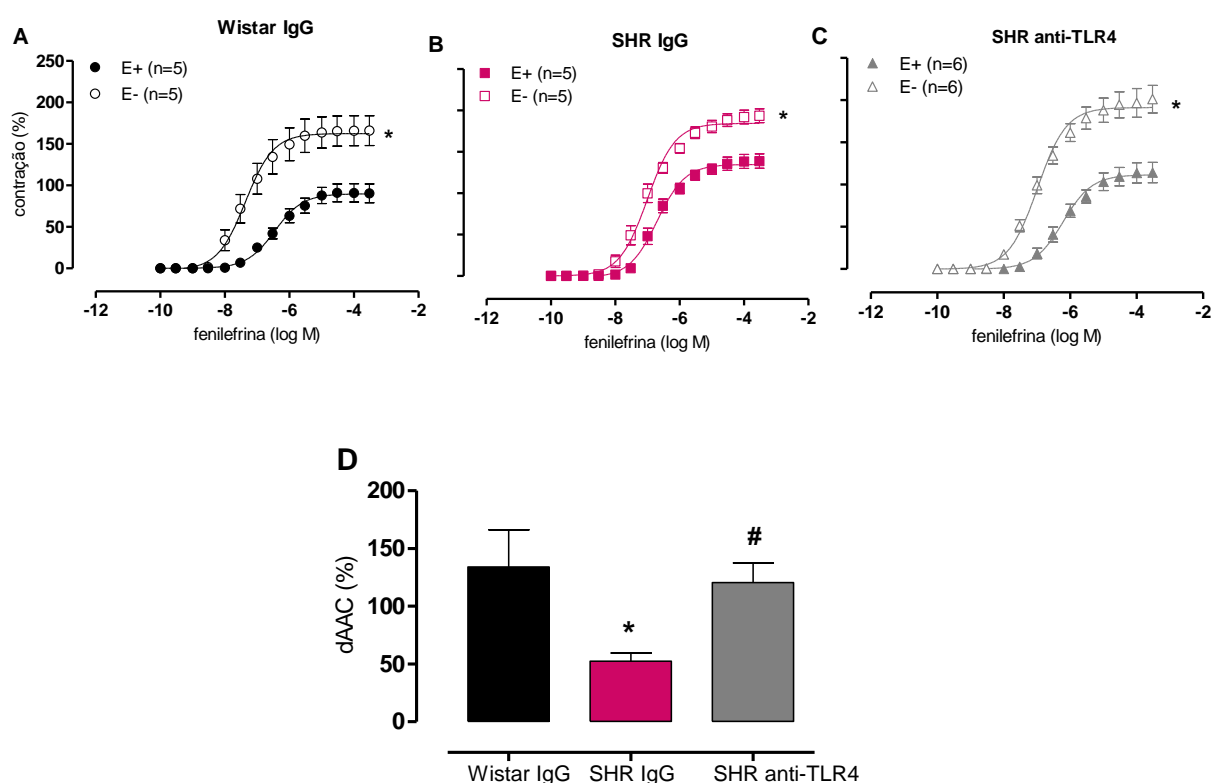 A
Wistar IgG
E+ (n=5)
E- (n=5)
contração (%)
250
200
150
100
50
0
*
-12 -10 -8 -6 -4 -2
fenilefrina (log M)
B
SHR IgG
E+ (n=5)
E- (n=5)
*
-12 -10 -8 -6 -4 -2
fenilefrina (log M)
C
SHR anti-TLR4
E+ (n=6)
E- (n=6)
*
-12 -10 -8 -6 -4 -2
fenilefrina (log M)
D
dAAC (%)
200
150
100
50
0
*
#
Wistar IgG SHR IgG SHR anti-TLR4